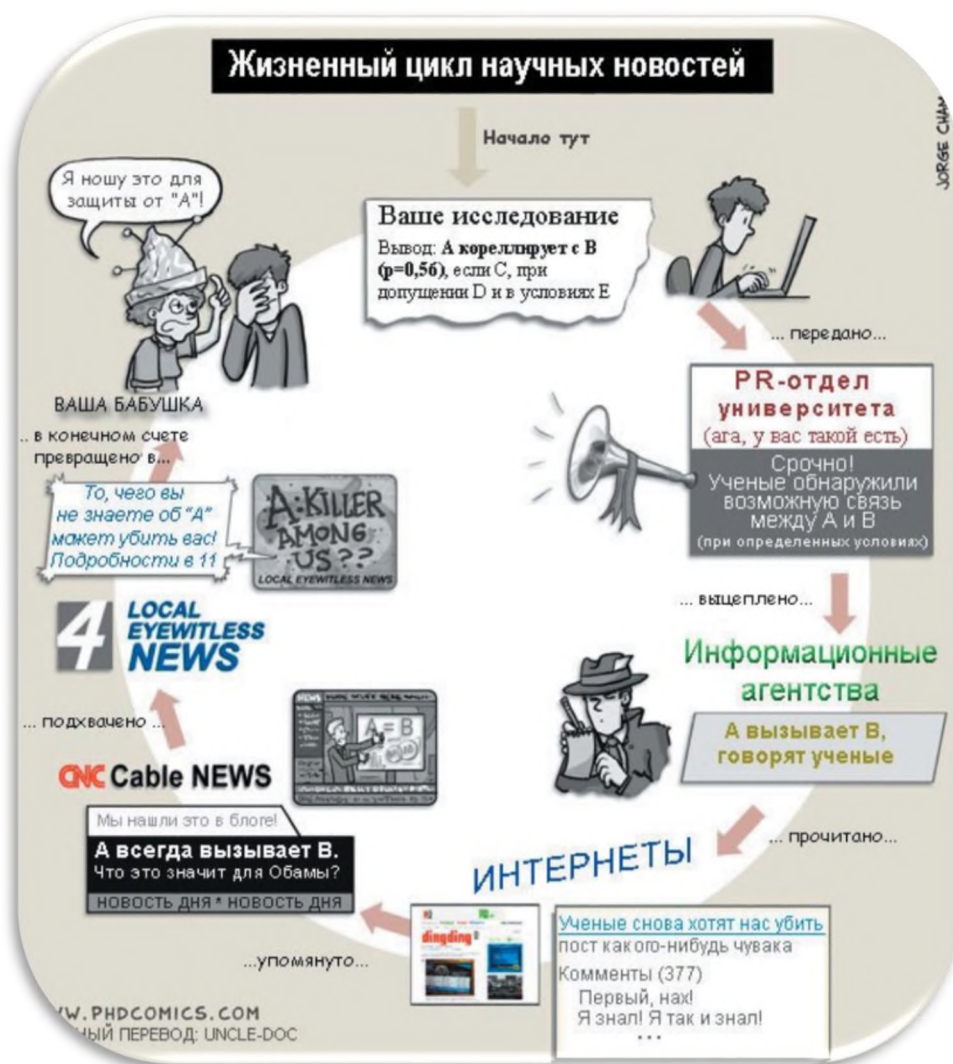 Жизненный цикл научных новостей
Начало тут
JORGE CHAM
Ваше исследование
Вывод: А кореллирует с В
(р=0,56), если С, при
допущении D и в условиях Е
... передано...
PR-отдел
университета
(ага, у вас такой есть)
Срочно!
Ученые обнаружили
возможную связь
между А и В
(при определенных условиях)
... выцеплено...
Информационные
агентства
А вызывает В,
говорят ученые
... прочитано...
ИНТЕРНЕТЫ
dingding
Ученые снова хотят нас убить
пост какого-нибудь чувака
Комменты (377)
Первый, нах!
Я знал! Я так и знал!
...
...упомянуто...
Мы нашли это в блоге!
А всегда вызывает В.
Что это значит для Обамы?
НОВОСТЬ ДНЯ * НОВОСТЬ ДНЯ
CNC Cable NEWS
NEWS
A = B
... подхвачено ...
4 LOCAL
EYEWITLESS
NEWS
То, чего вы
не знаете об "А"
может убить вас!
Подробности в 11
A: KILLER
AMONG
US??
LOCAL EYEWITLESS NEWS
.. в конечном счете
превращено в...
ВАША БАБУШКА
Я ношу это для
защиты от "А"!
WWW.PHDCOMICS.COM
ПЕРЕВОД: UNCLE-DOC